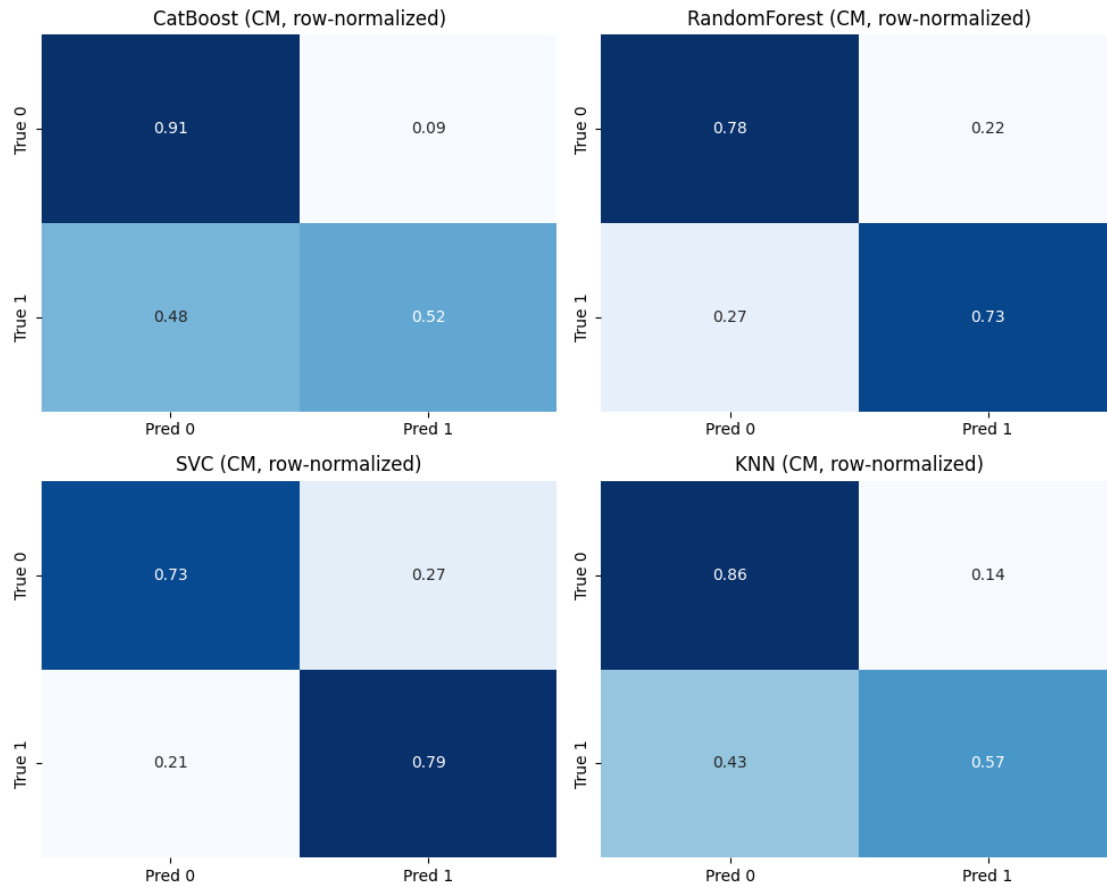 CatBoost (CM, row-normalized)
True 0
0.91
0.09
True 1
0.48
0.52
Pred 0
Pred 1
RandomForest (CM, row-normalized)
True 0
0.78
0.22
True 1
0.27
0.73
Pred 0
Pred 1
SVC (CM, row-normalized)
True 0
0.73
0.27
True 1
0.21
0.79
Pred 0
Pred 1
KNN (CM, row-normalized)
True 0
0.86
0.14
True 1
0.43
0.57
Pred 0
Pred 1